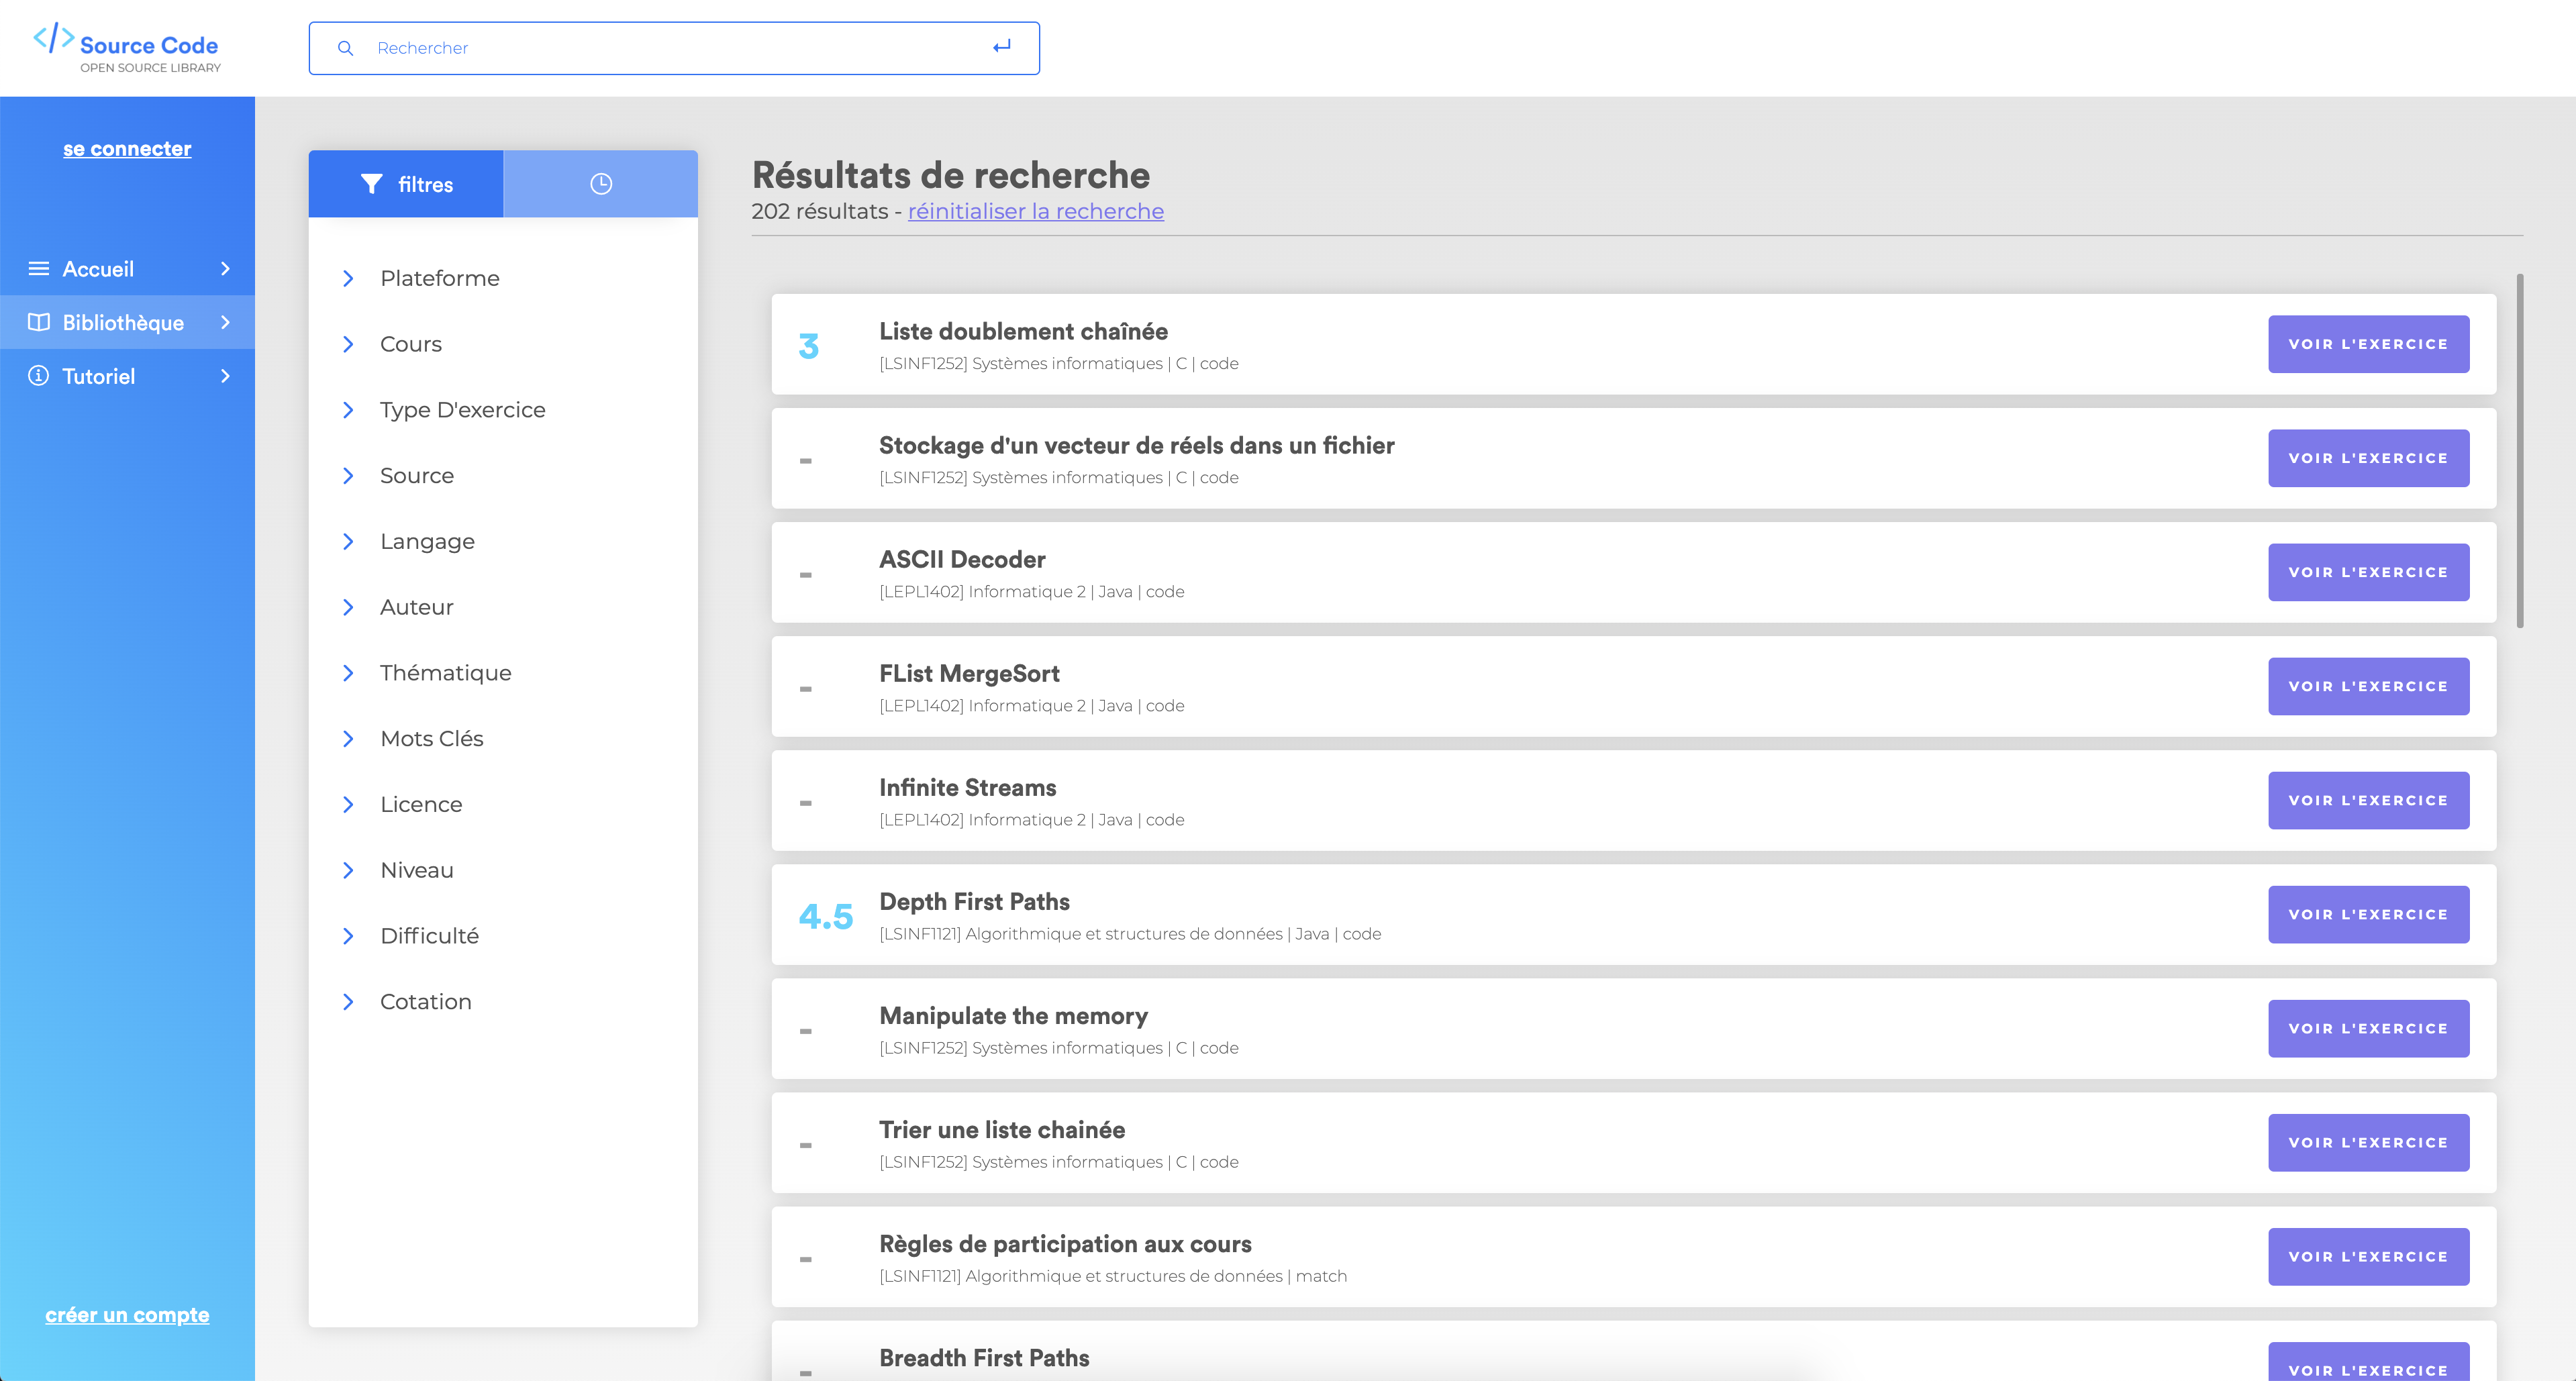 </> Source Code
OPEN SOURCE LIBRARY
Rechercher
se connecter
Accueil
Bibliothèque
Tutoriel
créer un compte
filtres
Plateforme
Cours
Type D'exercice
Source
Langage
Auteur
Thématique
Mots Clés
Licence
Niveau
Difficulté
Cotation
Résultats de recherche
202 résultats - réinitialiser la recherche
3
Liste doublement chaînée
[LSINF1252] Systèmes informatiques | C | code
VOIR L'EXERCICE
-
Stockage d'un vecteur de réels dans un fichier
[LSINF1252] Systèmes informatiques | C | code
VOIR L'EXERCICE
-
ASCII Decoder
[LEPL1402] Informatique 2 | Java | code
VOIR L'EXERCICE
-
FList MergeSort
[LEPL1402] Informatique 2 | Java | code
VOIR L'EXERCICE
-
Infinite Streams
[LEPL1402] Informatique 2 | Java | code
VOIR L'EXERCICE
4.5
Depth First Paths
[LSINF1121] Algorithmique et structures de données | Java | code
VOIR L'EXERCICE
-
Manipulate the memory
[LSINF1252] Systèmes informatiques | C | code
VOIR L'EXERCICE
-
Trier une liste chainée
[LSINF1252] Systèmes informatiques | C | code
VOIR L'EXERCICE
-
Règles de participation aux cours
[LSINF1121] Algorithmique et structures de données | match
VOIR L'EXERCICE
-
Breadth First Paths
VOIR L'EXERCICE